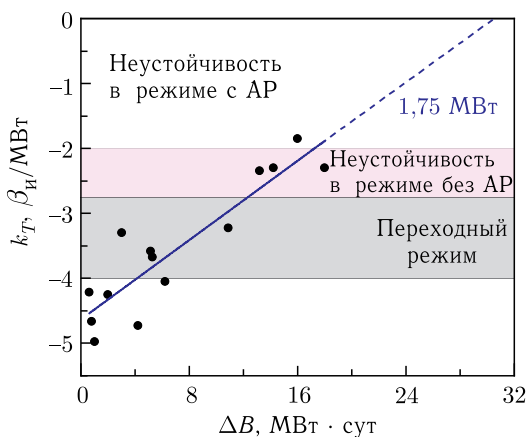 0
−1
−2
−3
−4
−5
k_T, β_и/МВт
Неустойчивость
в режиме с АР
1,75 МВт
Неустойчивость
в режиме без АР
Переходный
режим
0 8 16 24 32
ΔB, МВт · сут